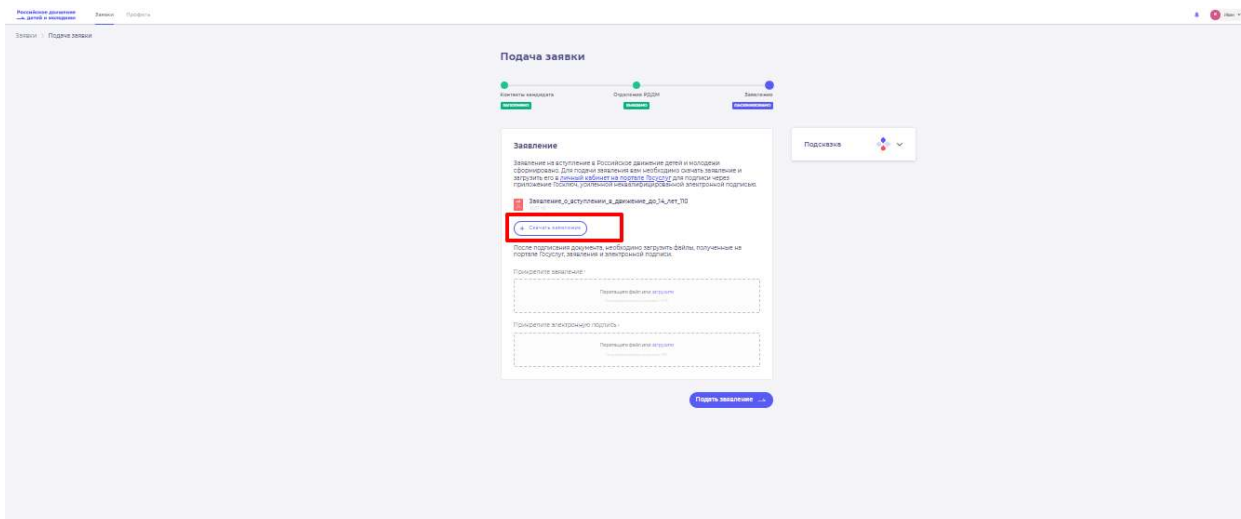 Российское движение
детей и молодежи
Заявки
Профиль
Заявки
Подача заявки
Подача заявки
Контакты кандидата
Отделение РДДМ
Заявление
Заявление
Подсказка
Заявление на вступление в Российское движение детей и молодежи
сформировано. Для подачи заявления вам необходимо скачать заявление и
загрузить его в личный кабинет на портале Госуслуг для подписи через
приложение Госключ, усиленной неквалифицированной электронной подписью.
Заявление_о_вступлении_в_движение_до_14_лет_110
Скачать заявление
После подписания документа, необходимо загрузить файлы, полученные на
портале Госуслуг, заявления и электронной подписи.
Прикрепите заявление
Перетащите файл или загрузите
Прикрепите электронную подпись
Перетащите файл или загрузите
Подать заявление